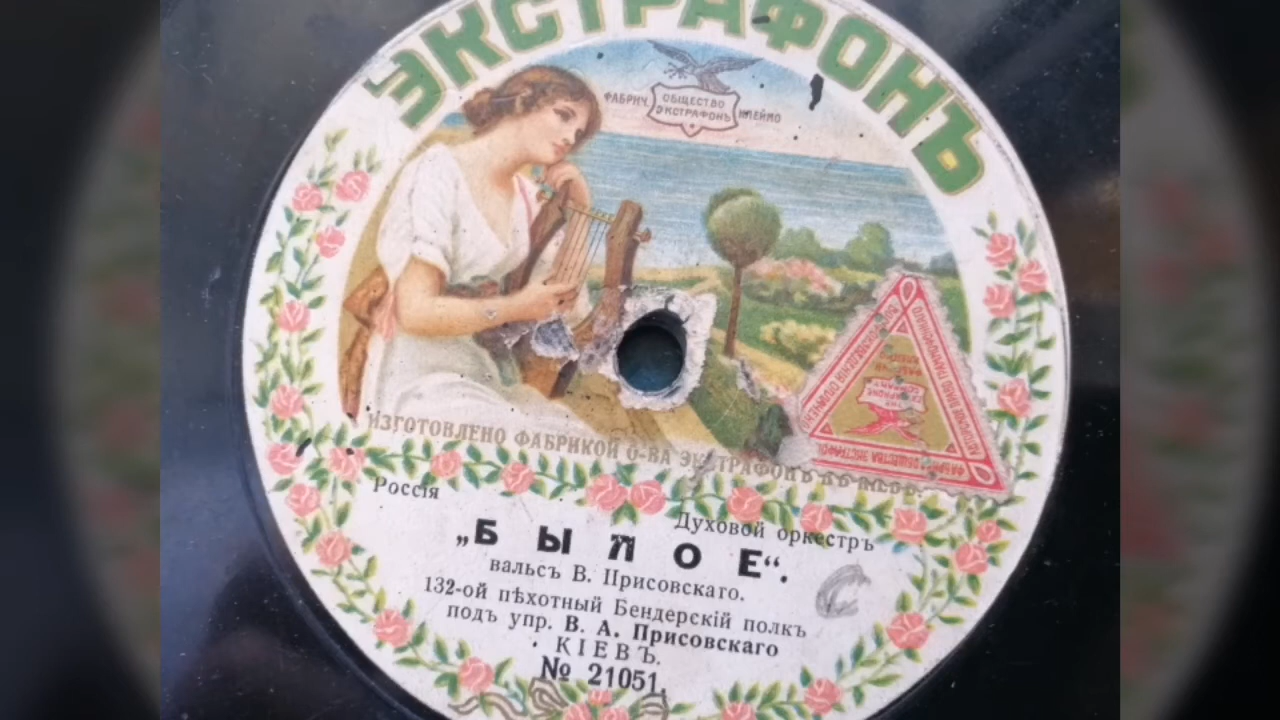 ЭКСТРАФОНЪ
ФАБРИЧ. ОБЩЕСТВО КЛЕЙМО
ЭКСТРАФОНЪ
ИЗГОТОВЛЕНО ФАБРИКОЙ О-ВА ЭКСТРАФОНЪ
Россія
Духовой оркестръ
„БЫЛОЕ“.
вальсъ В. Присовскаго.
132-ой пѣхотный Бендерскій полкъ
подъ упр. В. А. Присовскаго
КІЕВЪ.
№ 21051.